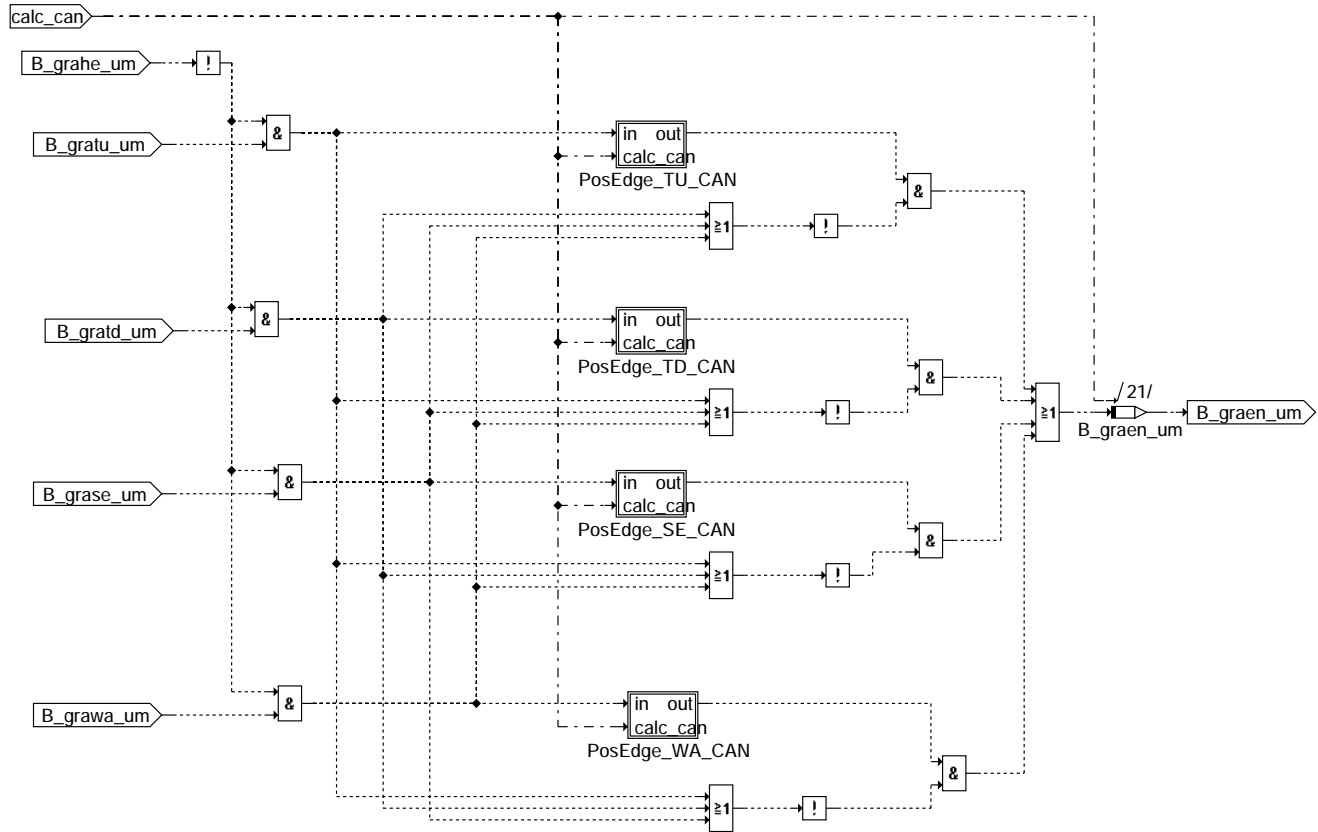 calc_can
B_grahe_um
!
B_gratu_um
&
in out
calc_can
PosEdge_TU_CAN
&
≥1
!
B_gratd_um
&
in out
calc_can
PosEdge_TD_CAN
&
≥1
!
≥1
/21/
B_graen_um
B_graen_um
B_grase_um
&
in out
calc_can
PosEdge_SE_CAN
&
≥1
!
B_grawa_um
&
in out
calc_can
PosEdge_WA_CAN
&
≥1
!